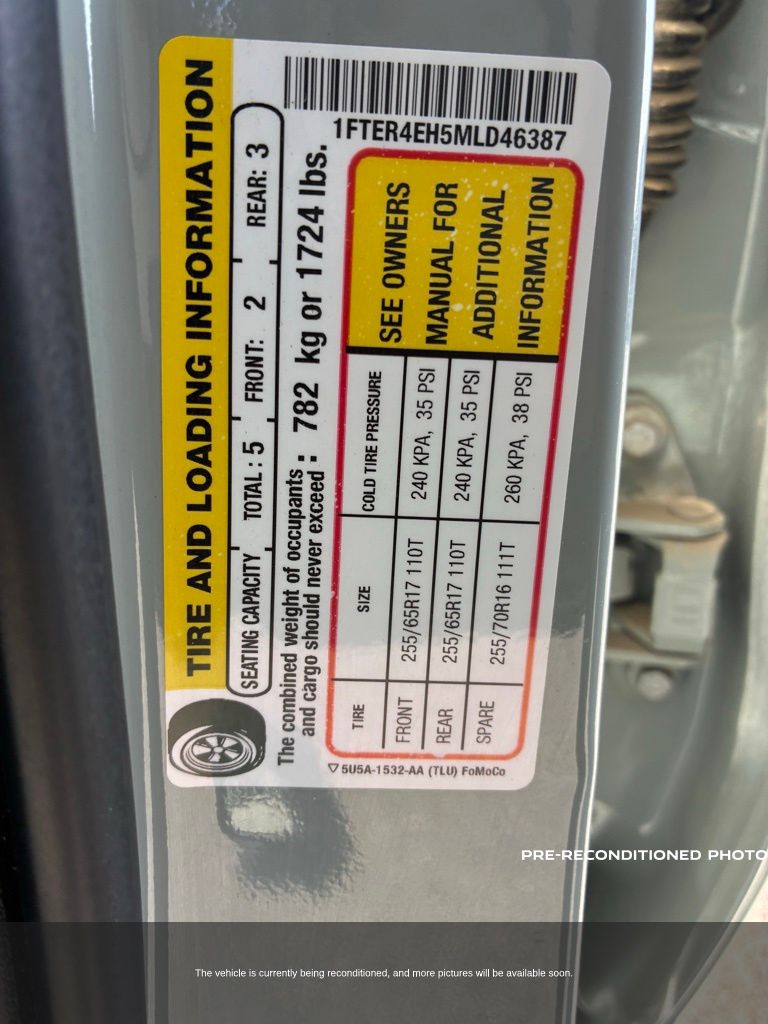 TIRE AND LOADING INFORMATION
SEATING CAPACITY TOTAL : 5 FRONT: 2 REAR: 3
The combined weight of occupants
and cargo should never exceed : 782 kg or 1724 lbs.
1FTER4EH5MLD46387
TIRE SIZE COLD TIRE PRESSURE
FRONT 255/65R17 110T 240 KPA, 35 PSI
REAR 255/65R17 110T 240 KPA, 35 PSI
SPARE 255/70R16 111T 260 KPA, 38 PSI
SEE OWNERS
MANUAL FOR
ADDITIONAL
INFORMATION
5U5A-1532-AA (TLU) FoMoCo
PRE-RECONDITIONED PHOTO
The vehicle is currently being reconditioned, and more pictures will be available soon.